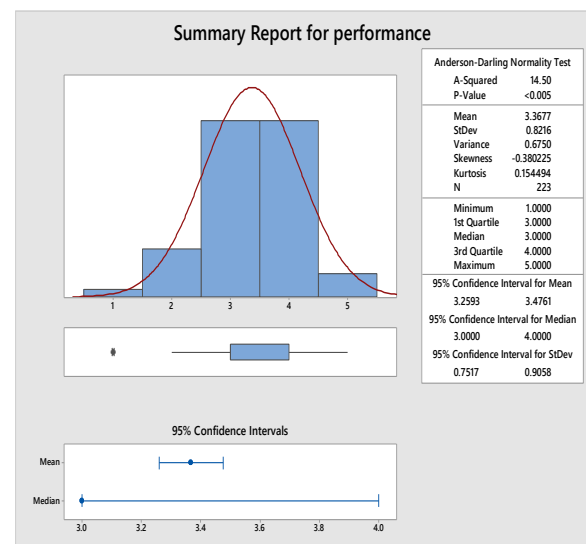 Summary Report for performance
1 2 3 4 5
Anderson-Darling Normality Test
A-Squared 14.50
P-Value <0.005
Mean 3.3677
StDev 0.8216
Variance 0.6750
Skewness -0.380225
Kurtosis 0.154494
N 223
Minimum 1.0000
1st Quartile 3.0000
Median 3.0000
3rd Quartile 4.0000
Maximum 5.0000
95% Confidence Interval for Mean
3.2593 3.4761
95% Confidence Interval for Median
3.0000 4.0000
95% Confidence Interval for StDev
0.7517 0.9058
95% Confidence Intervals
Mean
Median
3.0 3.2 3.4 3.6 3.8 4.0